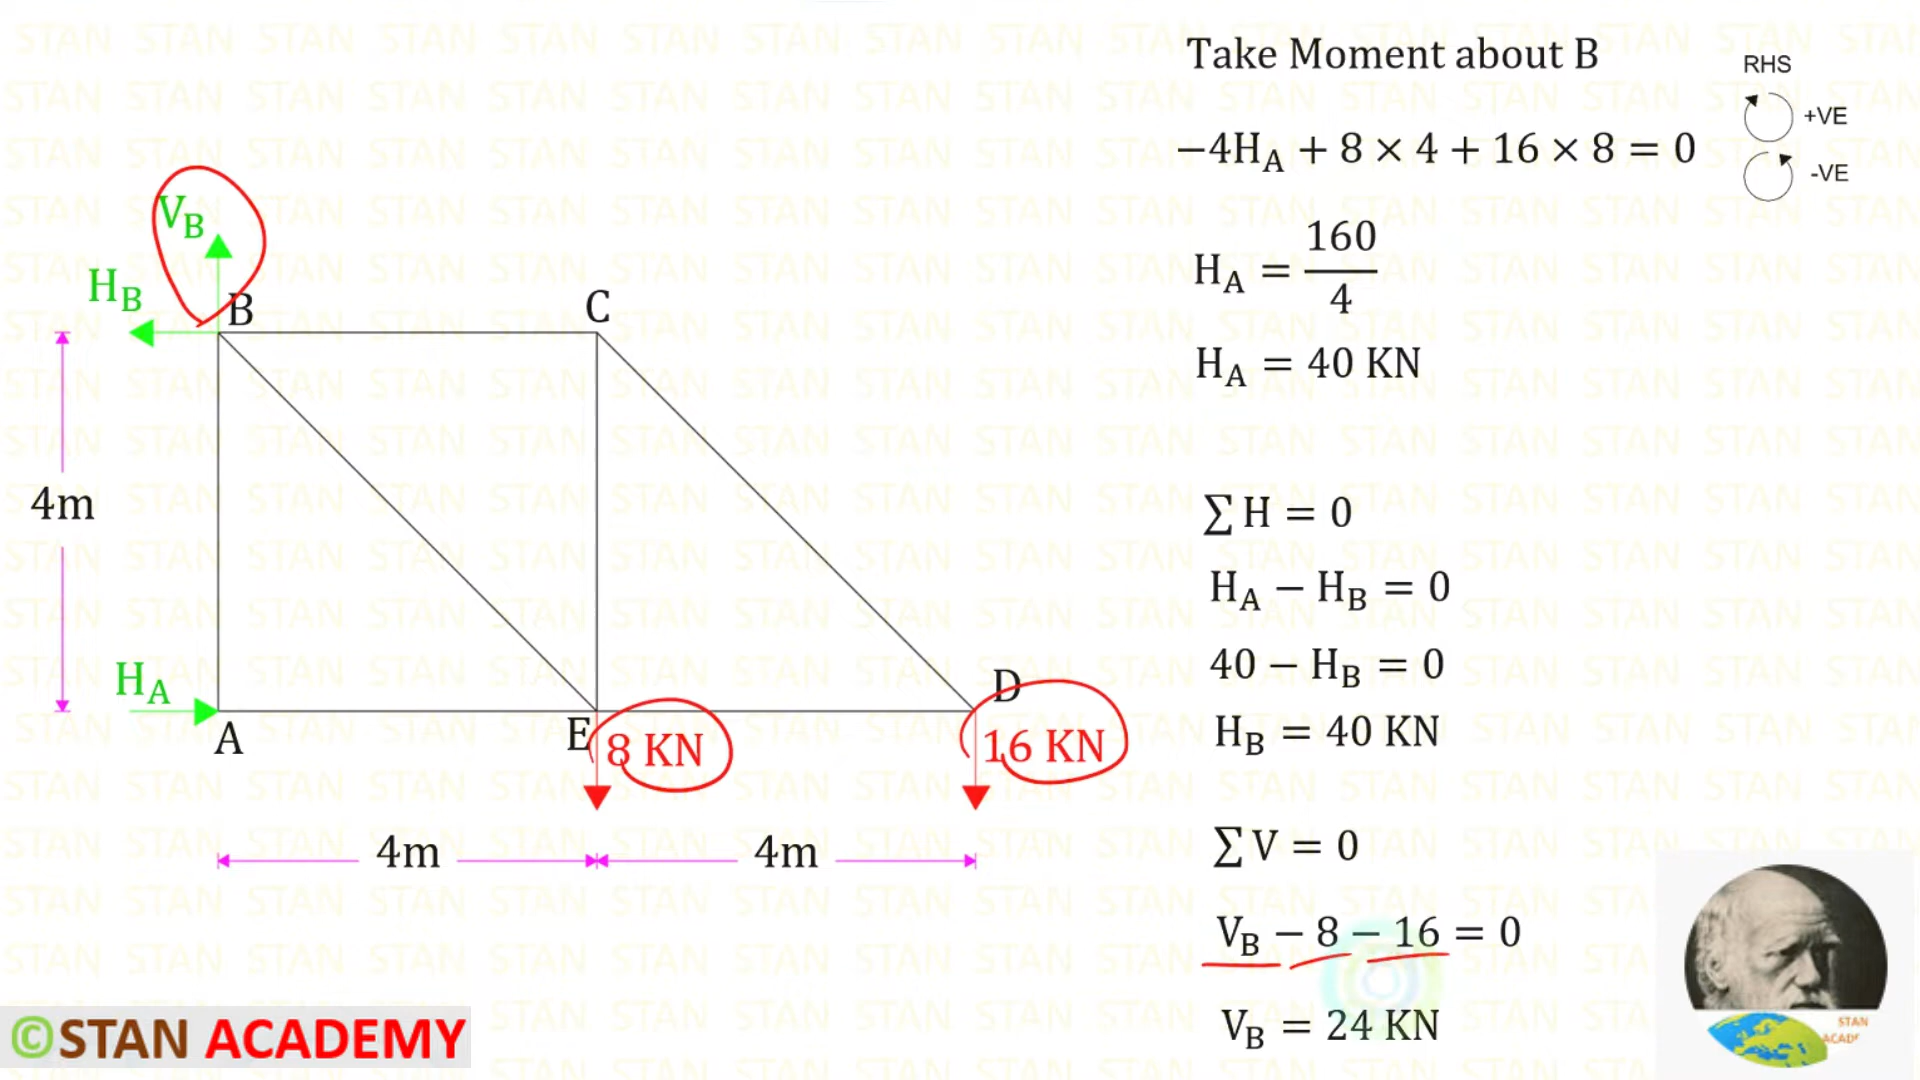 Take Moment about B
RHS
+VE
-VE
−4H_A + 8 × 4 + 16 × 8 = 0
H_A = 160/4
H_A = 40 KN
∑ H = 0
H_A − H_B = 0
40 − H_B = 0
H_B = 40 KN
∑ V = 0
V_B − 8 − 16 = 0
V_B = 24 KN
V_B
H_B
B
C
4m
H_A
A
E
D
8 KN
16 KN
4m
4m
©STAN ACADEMY
STAN